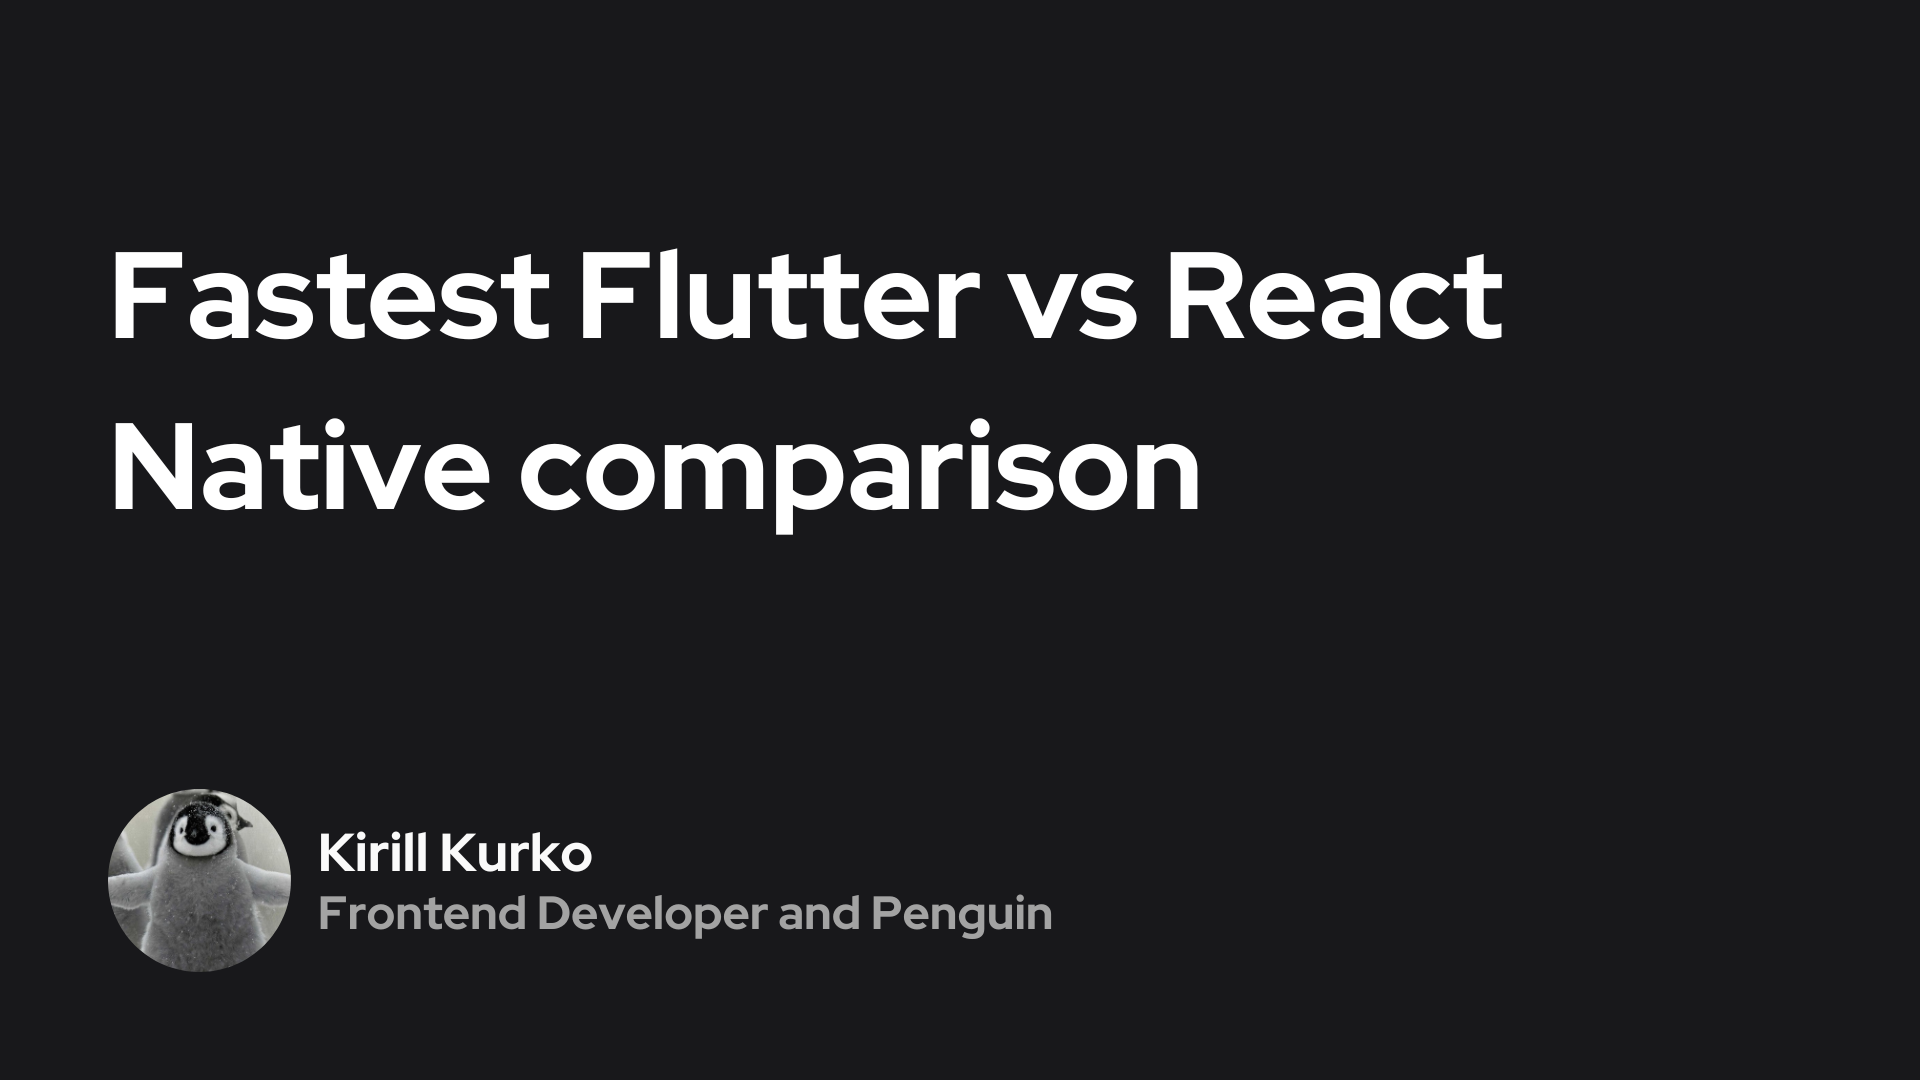 Fastest Flutter vs React
Native comparison
Kirill Kurko
Frontend Developer and Penguin